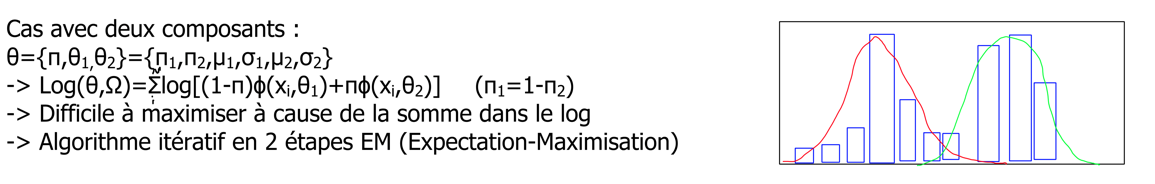 Cas avec deux composants :
θ={π,θ₁,θ₂}={π₁,π₂,μ₁,σ₁,μ₂,σ₂}
-> Log(θ,Ω)=Σlog[(1-π)ϕ(xᵢ,θ₁)+πϕ(xᵢ,θ₂)] (π₁=1-π₂)
-> Difficile à maximiser à cause de la somme dans le log
-> Algorithme itératif en 2 étapes EM (Expectation-Maximisation)